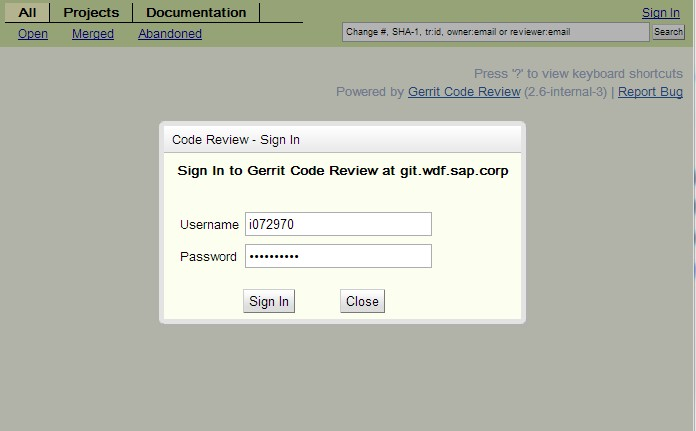 All Projects Documentation Sign In
Open Merged Abandoned Change #, SHA-1, tr:id, owner:email or reviewer:email Search
Press '?' to view keyboard shortcuts
Powered by Gerrit Code Review (2.6-internal-3) | Report Bug
Code Review - Sign In
Sign In to Gerrit Code Review at git.wdf.sap.corp
Username i072970
Password ••••••••••
Sign In Close